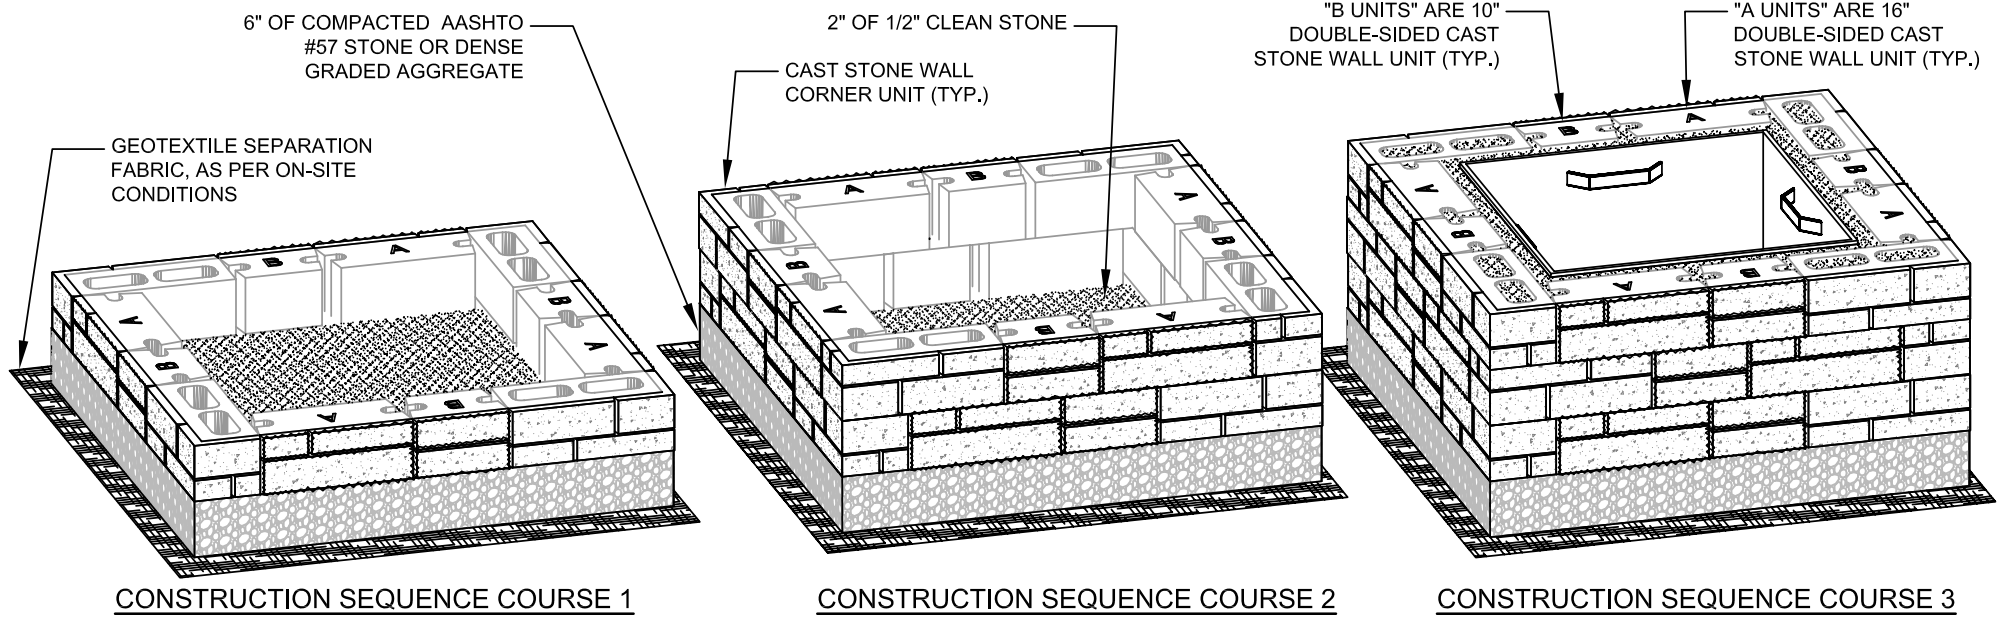 6" OF COMPACTED AASHTO
#57 STONE OR DENSE
GRADED AGGREGATE
2" OF 1/2" CLEAN STONE
"B UNITS" ARE 10"
DOUBLE-SIDED CAST
STONE WALL UNIT (TYP.)
"A UNITS" ARE 16"
DOUBLE-SIDED CAST
STONE WALL UNIT (TYP.)
CAST STONE WALL
CORNER UNIT (TYP.)
GEOTEXTILE SEPARATION
FABRIC, AS PER ON-SITE
CONDITIONS
B
A
A
B
B
A
A
B
A
B
A
B
B
A
B
A
B
A
A
B
B
A
A
B
CONSTRUCTION SEQUENCE COURSE 1
CONSTRUCTION SEQUENCE COURSE 2
CONSTRUCTION SEQUENCE COURSE 3